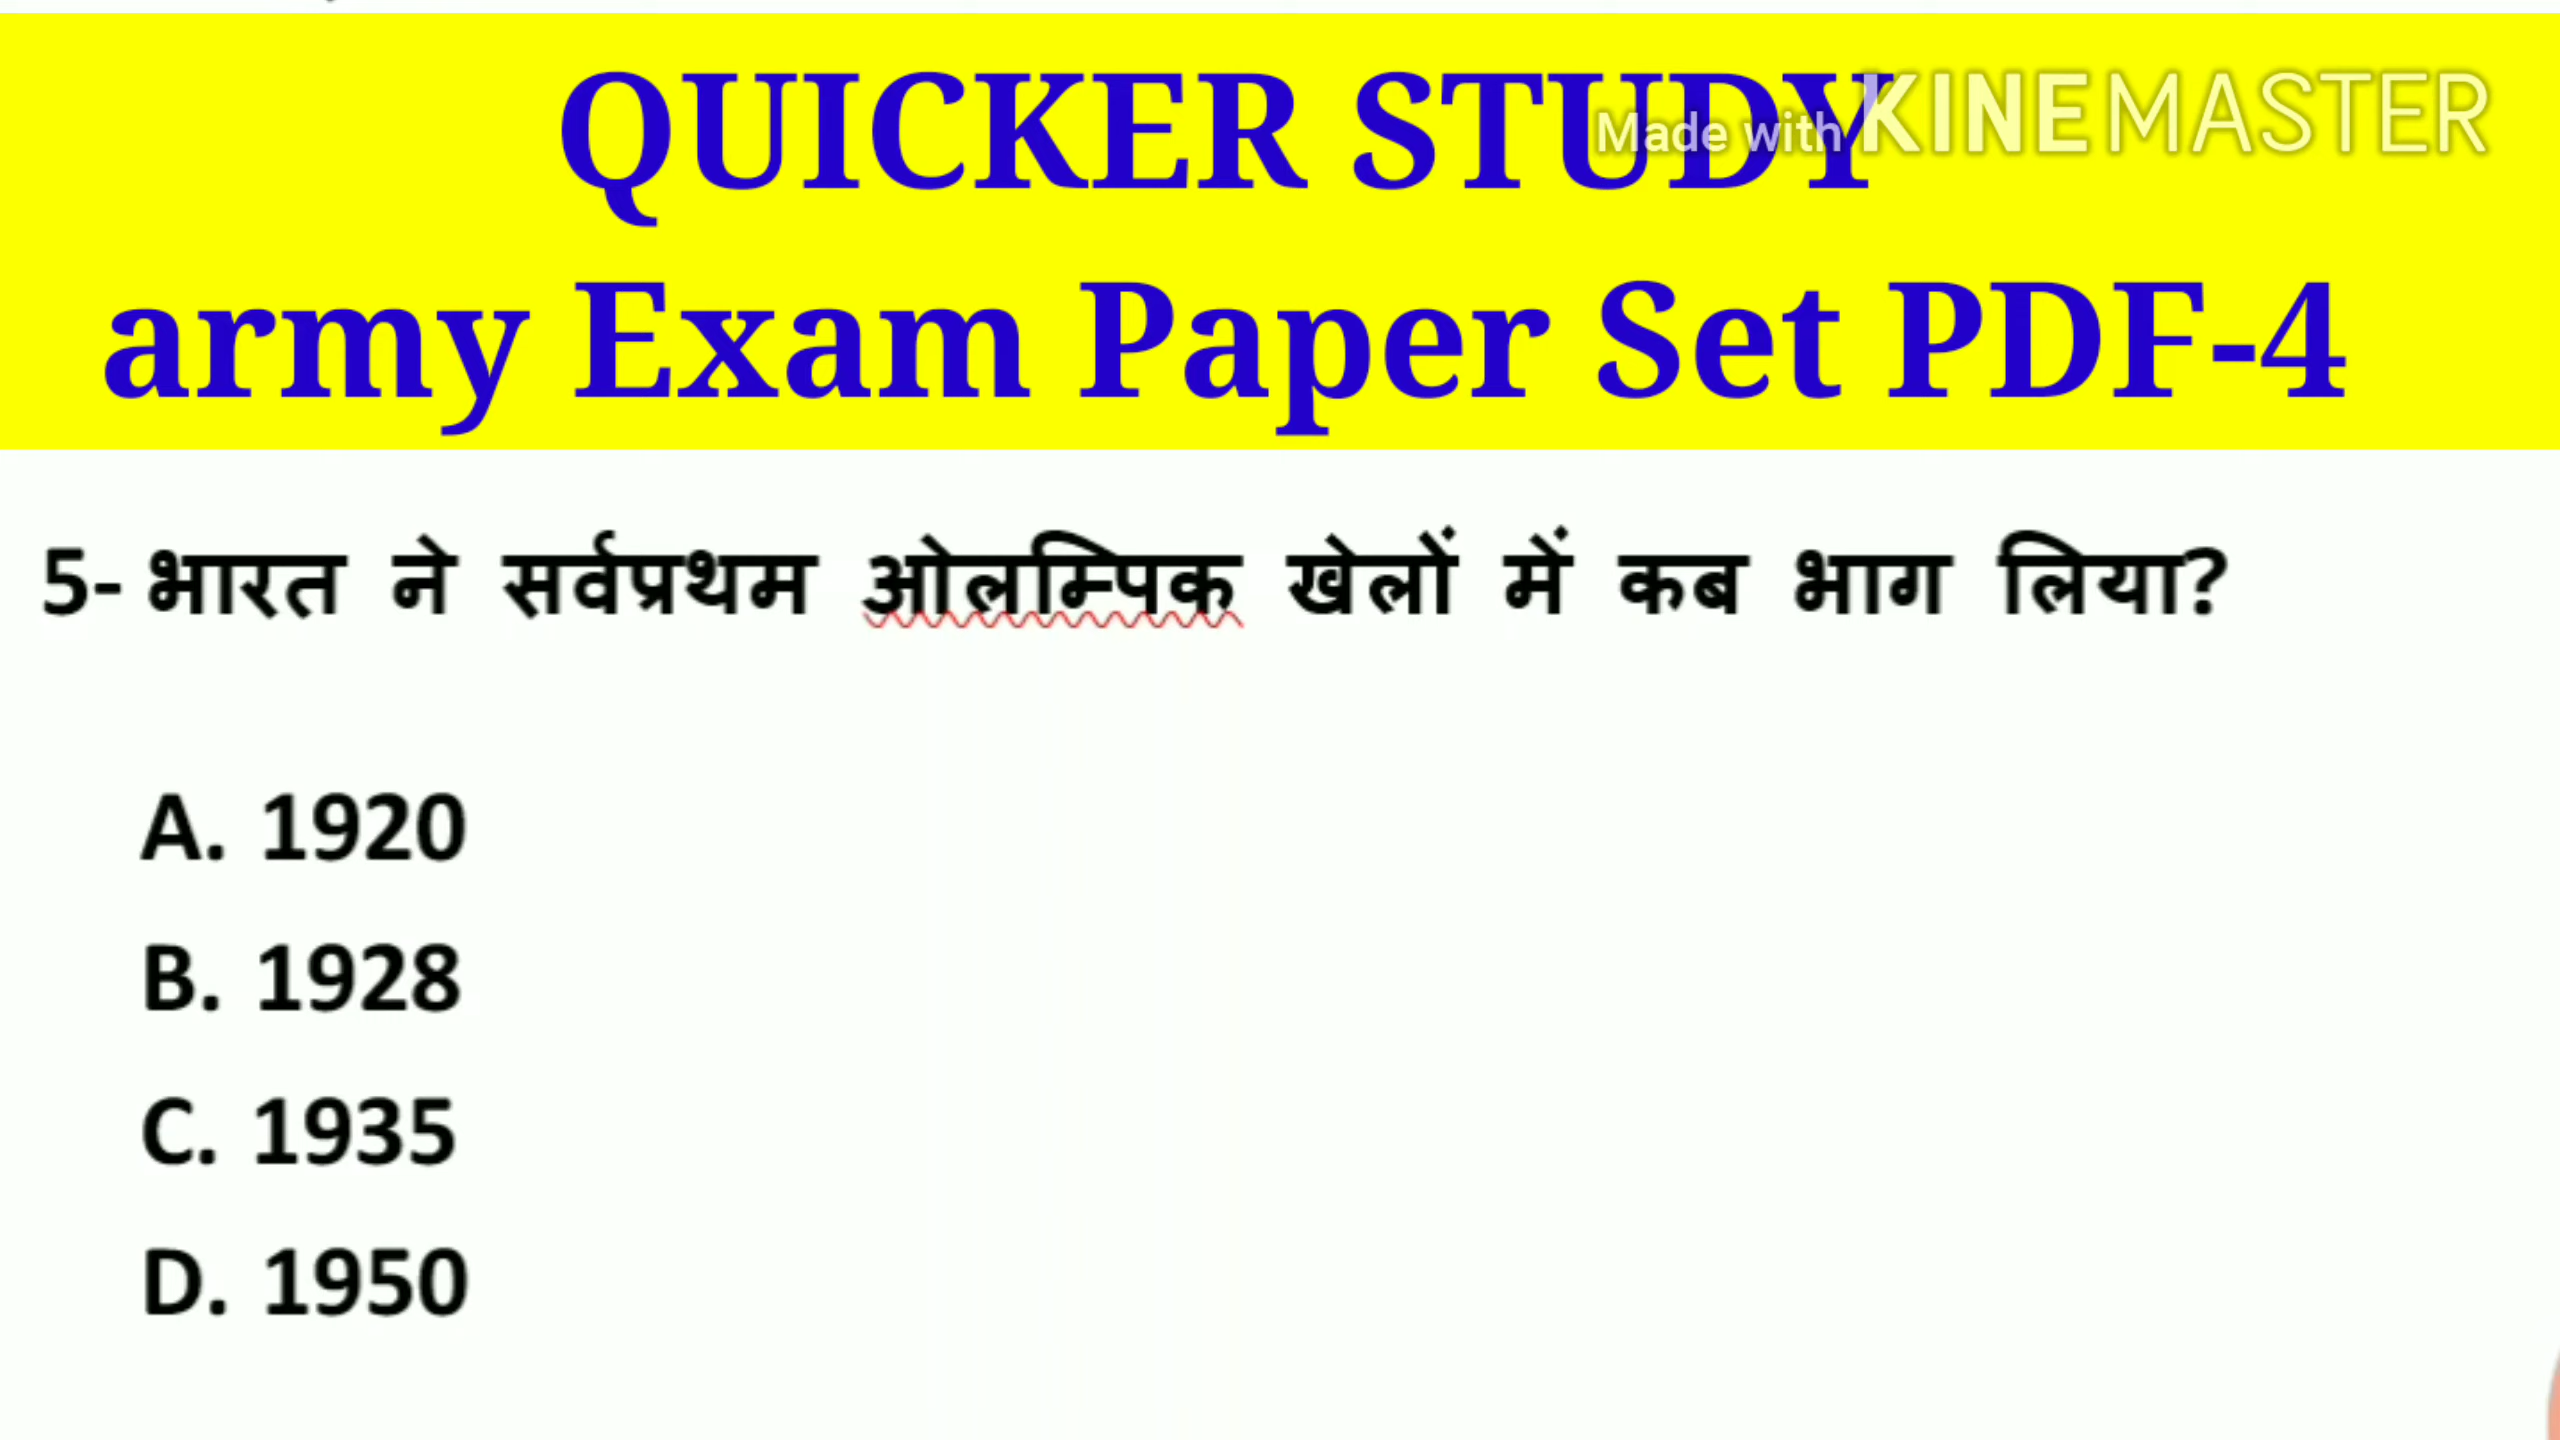 QUICKER STUDY
Made with KINEMASTER
army Exam Paper Set PDF-4
5- भारत ने सर्वप्रथम ओलम्पिक खेलों में कब भाग लिया?
A. 1920
B. 1928
C. 1935
D. 1950